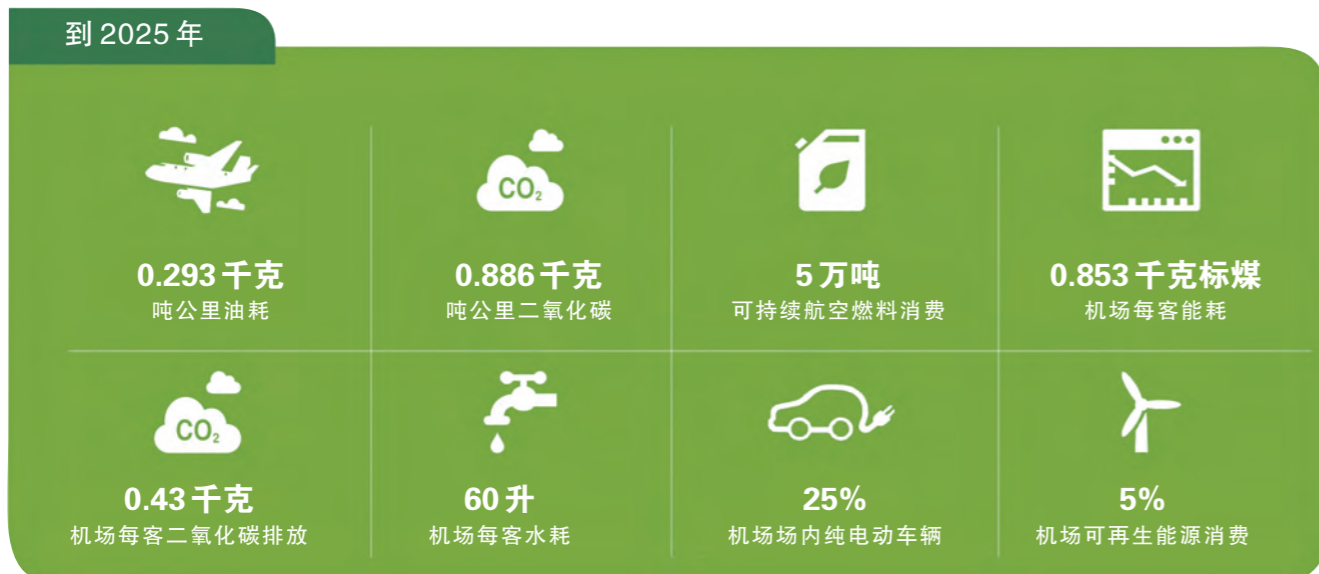 到 2025 年
0.293 千克
吨公里油耗
CO₂
0.886 千克
吨公里二氧化碳
5 万吨
可持续航空燃料消费
0.853 千克标煤
机场每客能耗
CO₂
0.43 千克
机场每客二氧化碳排放
60 升
机场每客水耗
25%
机场场内纯电动车辆
5%
机场可再生能源消费